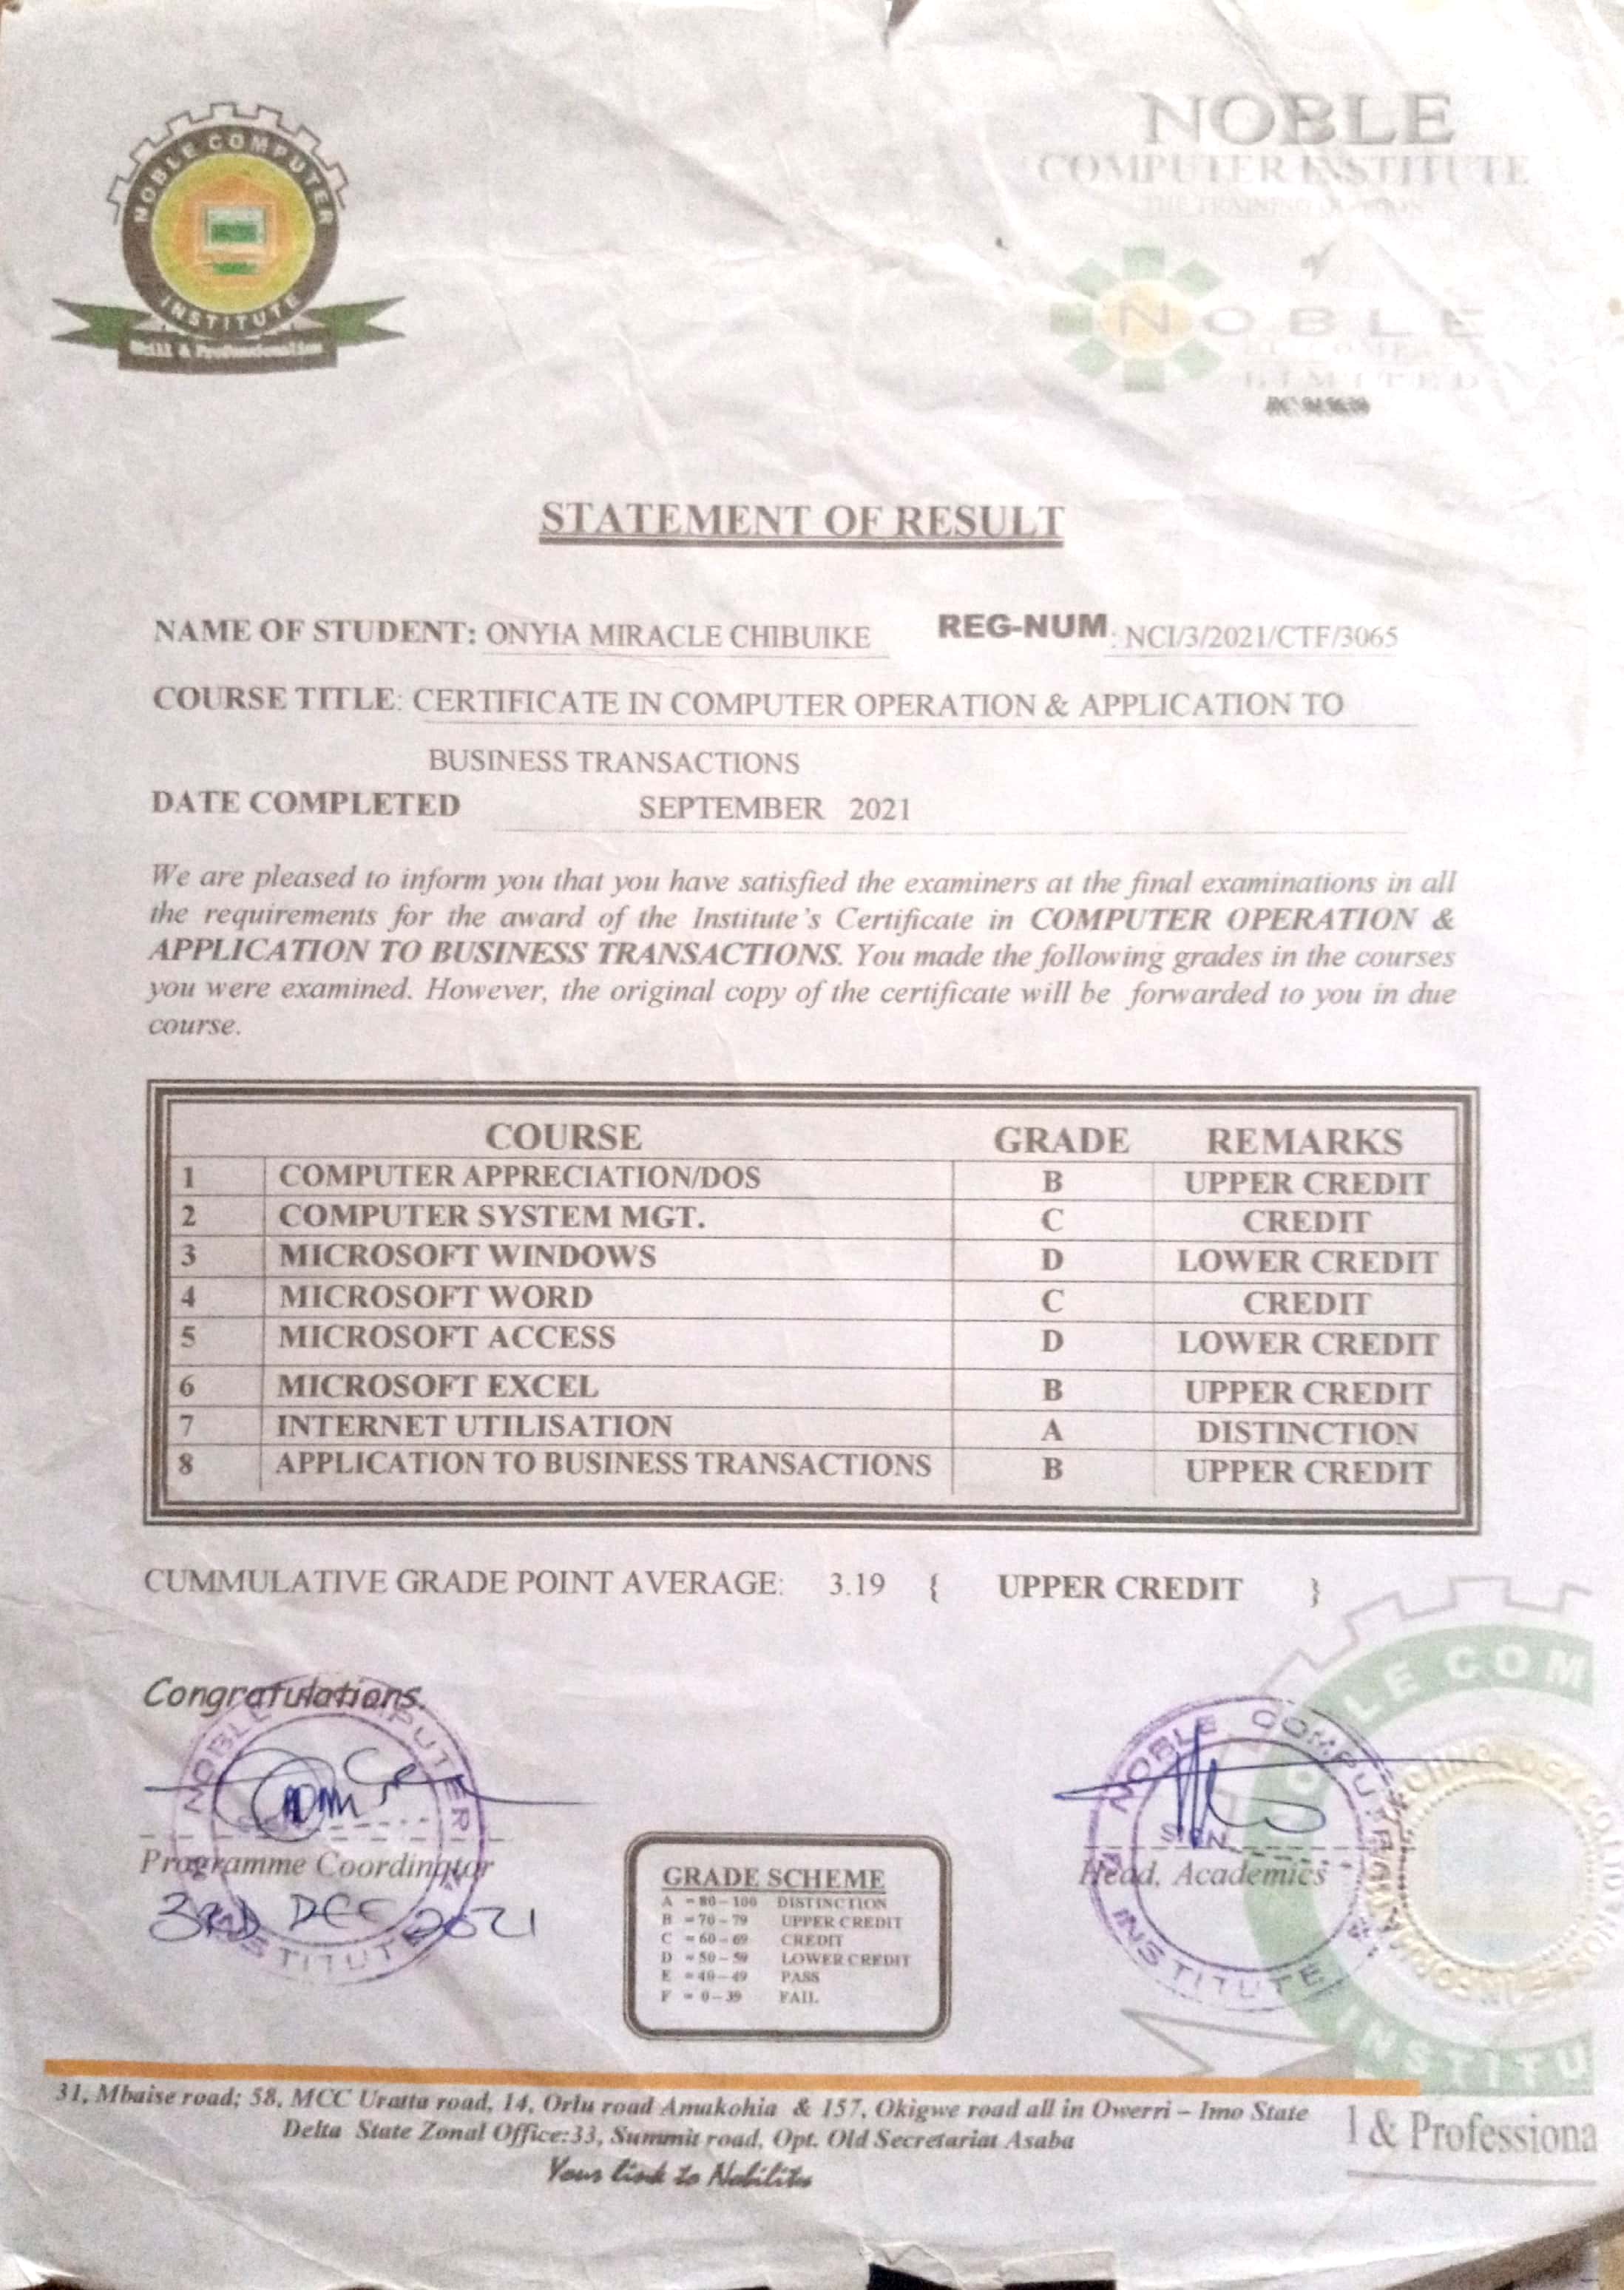 NOBLE COMPUTER
INSTITUTE
Skill & Professionalism
NOBLE
COMPUTER INSTITUTE
THE TRAINING
NOBLE
LIMITED
STATEMENT OF RESULT
NAME OF STUDENT: ONYIA MIRACLE CHIBUIKE REG-NUM: NCI/3/2021/CTF/3065
COURSE TITLE: CERTIFICATE IN COMPUTER OPERATION & APPLICATION TO
BUSINESS TRANSACTIONS
DATE COMPLETED SEPTEMBER 2021
We are pleased to inform you that you have satisfied the examiners at the final examinations in all
the requirements for the award of the Institute's Certificate in COMPUTER OPERATION &
APPLICATION TO BUSINESS TRANSACTIONS. You made the following grades in the courses
you were examined. However, the original copy of the certificate will be forwarded to you in due
course.
COURSE GRADE REMARKS
1 COMPUTER APPRECIATION/DOS B UPPER CREDIT
2 COMPUTER SYSTEM MGT. C CREDIT
3 MICROSOFT WINDOWS D LOWER CREDIT
4 MICROSOFT WORD C CREDIT
5 MICROSOFT ACCESS D LOWER CREDIT
6 MICROSOFT EXCEL B UPPER CREDIT
7 INTERNET UTILISATION A DISTINCTION
8 APPLICATION TO BUSINESS TRANSACTIONS B UPPER CREDIT
CUMMULATIVE GRADE POINT AVERAGE: 3.19 { UPPER CREDIT }
Congratulations.
NOBLE COMPUTER
INSTITUTE
Programme Coordinator
3RD DEC 2021
NOBLE COMPUTER
SIGN
INSTITUTE
Head, Academics
LE COM
INSTITU
GRADE SCHEME
A = 80 – 100 DISTINCTION
B = 70 – 79 UPPER CREDIT
C = 60 – 69 CREDIT
D = 50 – 59 LOWER CREDIT
E = 40 – 49 PASS
F = 0 – 39 FAIL
31, Mbaise road; 58, MCC Uratta road, 14, Orlu road Amakohia & 157, Okigwe road all in Owerri – Imo State
Delta State Zonal Office:33, Summit road, Opt. Old Secretariat Asaba
Your link to Nobility
l & Professiona